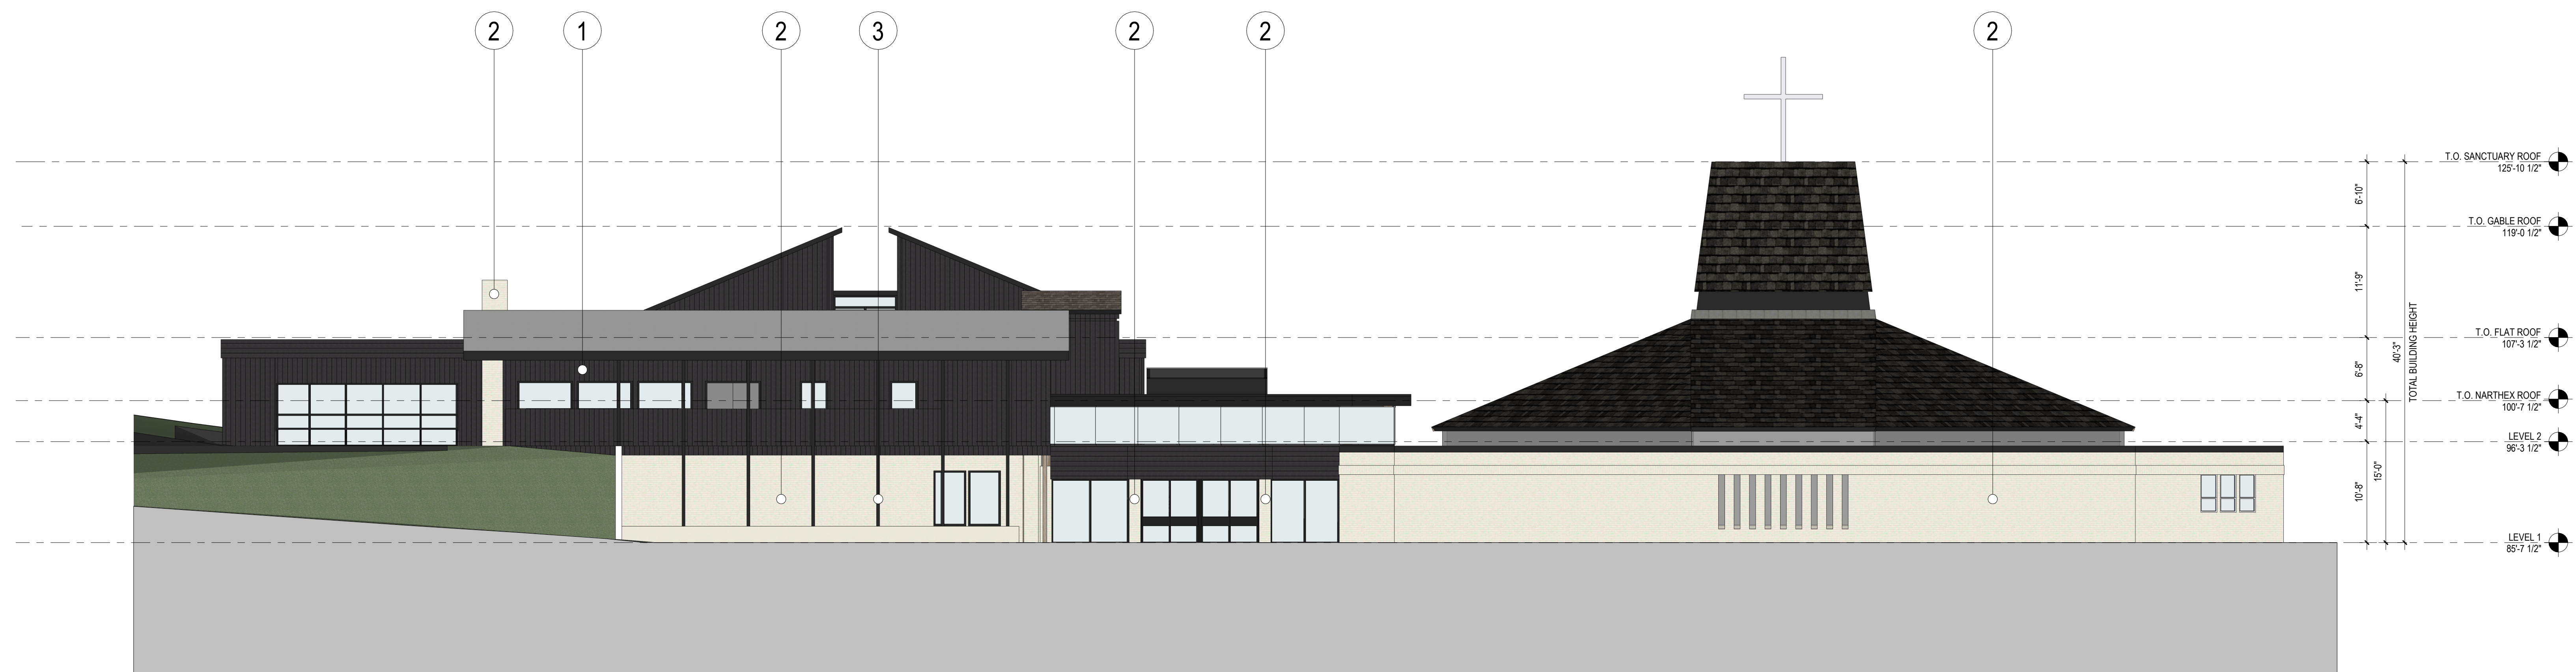 2
1
2
3
2
2
2
T.O. SANCTUARY ROOF
125'-10 1/2"
6'-10"
T.O. GABLE ROOF
119'-0 1/2"
11'-9"
T.O. FLAT ROOF
107'-3 1/2"
6'-8"
40'-3"
TOTAL BUILDING HEIGHT
T.O. NARTHEX ROOF
100'-7 1/2"
4'-4"
LEVEL 2
96'-3 1/2"
15'-0"
10'-8"
LEVEL 1
85'-7 1/2"